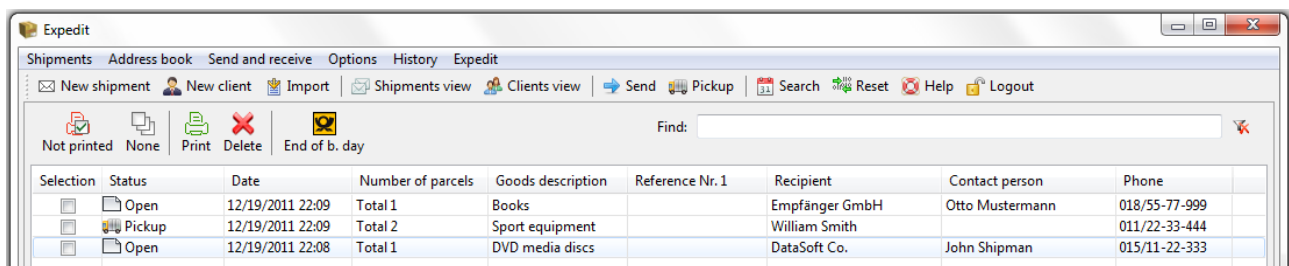 Expedit
Shipments Address book Send and receive Options History Expedit
New shipment New client Import Shipments view Clients view Send Pickup 31 Search Reset Help Logout
Find:
Not printed None Print Delete End of b. day
Selection Status Date Number of parcels Goods description Reference Nr. 1 Recipient Contact person Phone
Open 12/19/2011 22:09 Total 1 Books Empfänger GmbH Otto Mustermann 018/55-77-999
Pickup 12/19/2011 22:09 Total 2 Sport equipment William Smith 011/22-33-444
Open 12/19/2011 22:08 Total 1 DVD media discs DataSoft Co. John Shipman 015/11-22-333